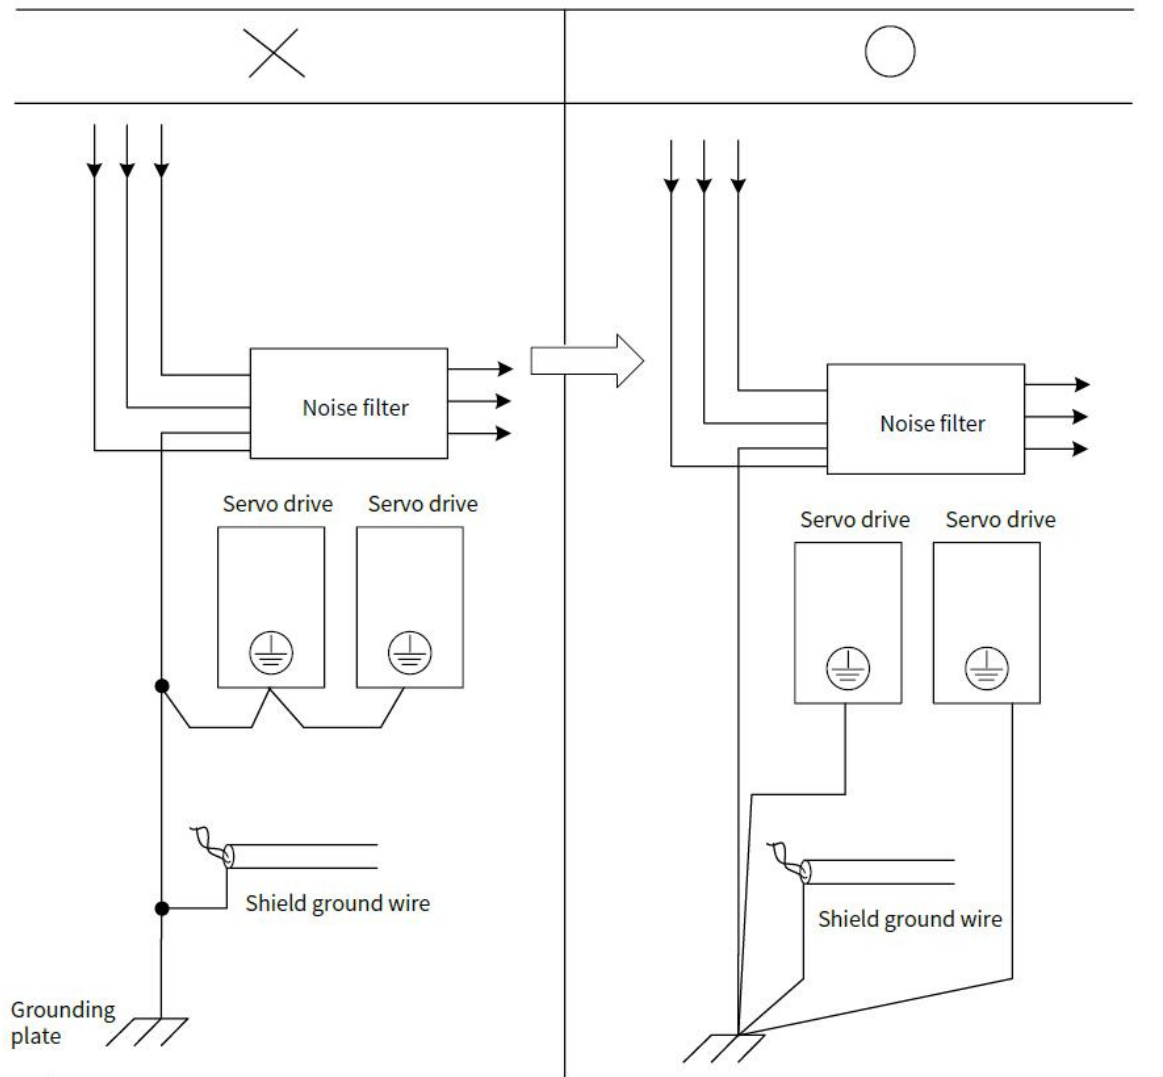 Noise filter
Servo drive Servo drive
Shield ground wire
Grounding
plate
Noise filter
Servo drive Servo drive
Shield ground wire